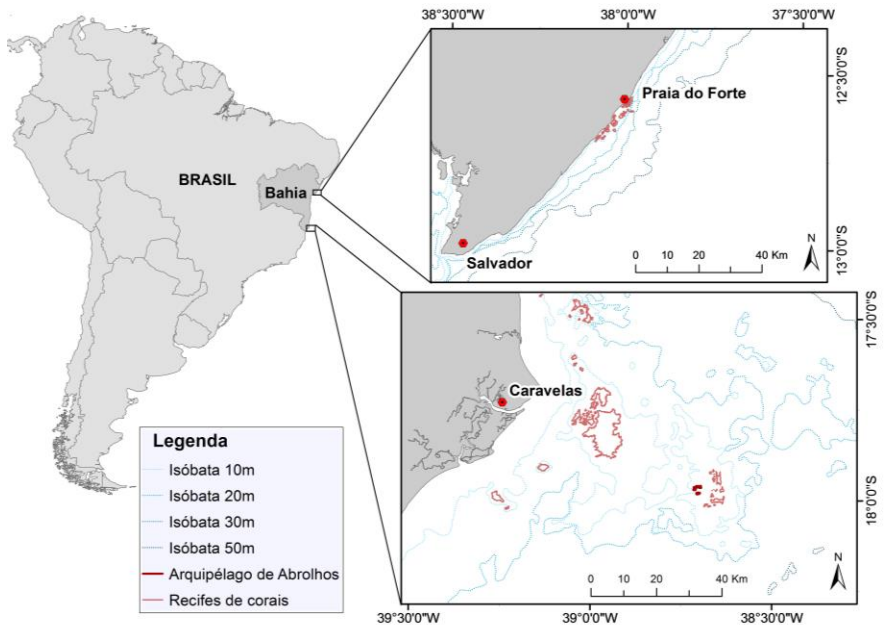 38°30'0"W 38°0'0"W 37°30'0"W
12°30'0"S
Praia do Forte
BRASIL
Bahia
N
Salvador
0 10 20 40 Km
13°0'0"S
17°30'0"S
Caravelas
Legenda
Isóbata 10m
Isóbata 20m
Isóbata 30m
Isóbata 50m
Arquipélago de Abrolhos
Recifes de corais
18°0'0"S
N
0 10 20 40 Km
39°30'0"W 39°0'0"W 38°30'0"W